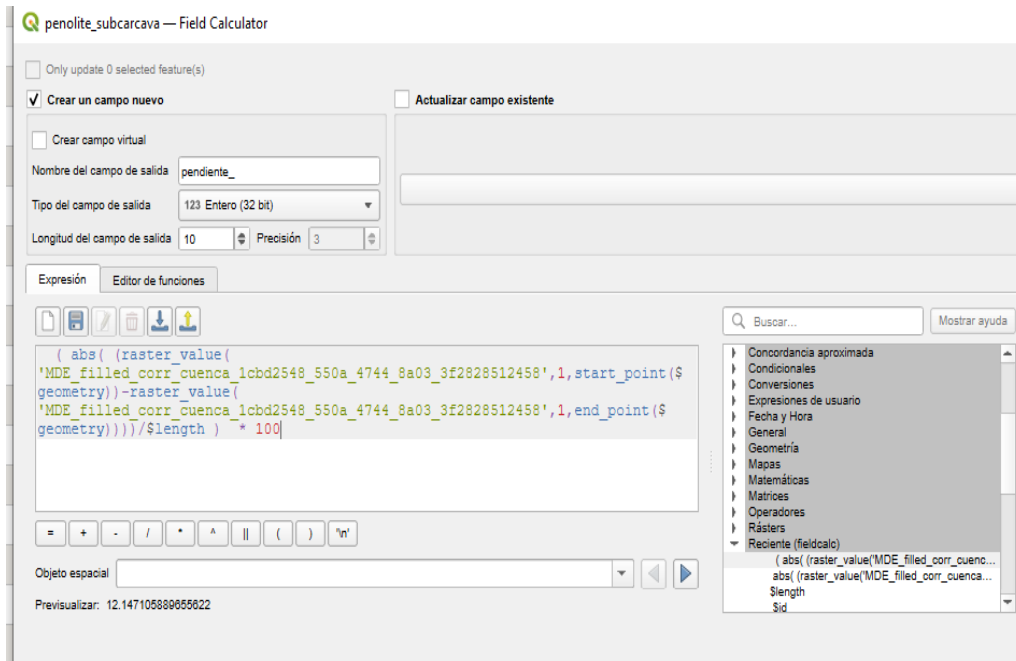 penolite_subcarcava — Field Calculator
Only update 0 selected feature(s)
Crear un campo nuevo
Actualizar campo existente
Crear campo virtual
Nombre del campo de salida pendiente_
Tipo del campo de salida 123 Entero (32 bit)
Longitud del campo de salida 10 Precisión 3
Expresión Editor de funciones
Buscar... Mostrar ayuda
( abs( (raster_value(
'MDE_filled_corr_cuenca_1cbd2548_550a_4744_8a03_3f2828512458',1,start_point($
geometry))-raster_value(
'MDE_filled_corr_cuenca_1cbd2548_550a_4744_8a03_3f2828512458',1,end_point($
geometry))))/$length ) * 100
Concordancia aproximada
Condicionales
Conversiones
Expresiones de usuario
Fecha y Hora
General
Geometría
Mapas
Matemáticas
Matrices
Operadores
Rásters
Reciente (fieldcalc)
( abs( (raster_value('MDE_filled_corr_cuenc...
abs( (raster_value('MDE_filled_corr_cuenca...
$length
$id
= + - / * ^ || ( ) '\n'
Objeto espacial
Previsualizar: 12.147105889655622